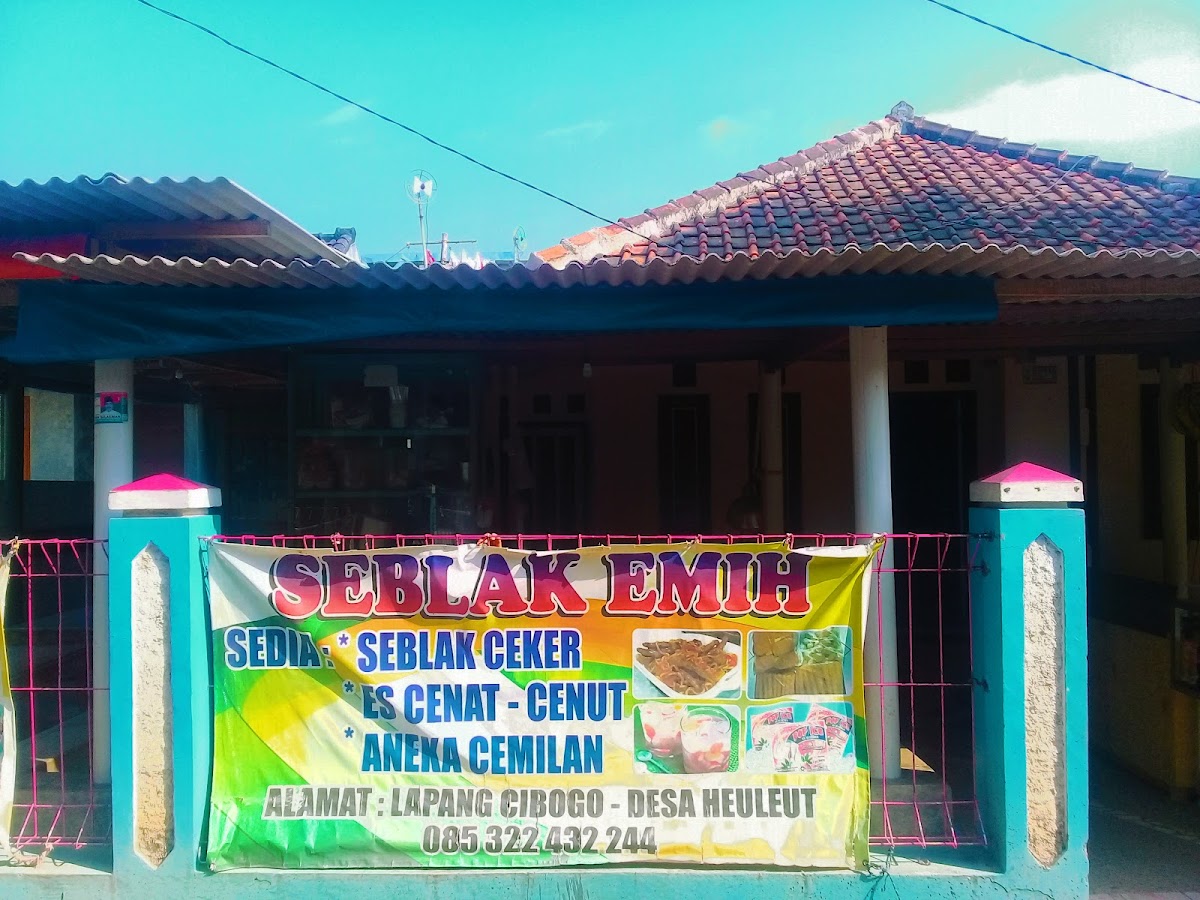 SEBLAK EMIH
SEDIA : * SEBLAK CEKER
* ES CENAT - CENUT
* ANEKA CEMILAN
ALAMAT : LAPANG CIBOGO - DESA HEULEUT
085 322 432 244